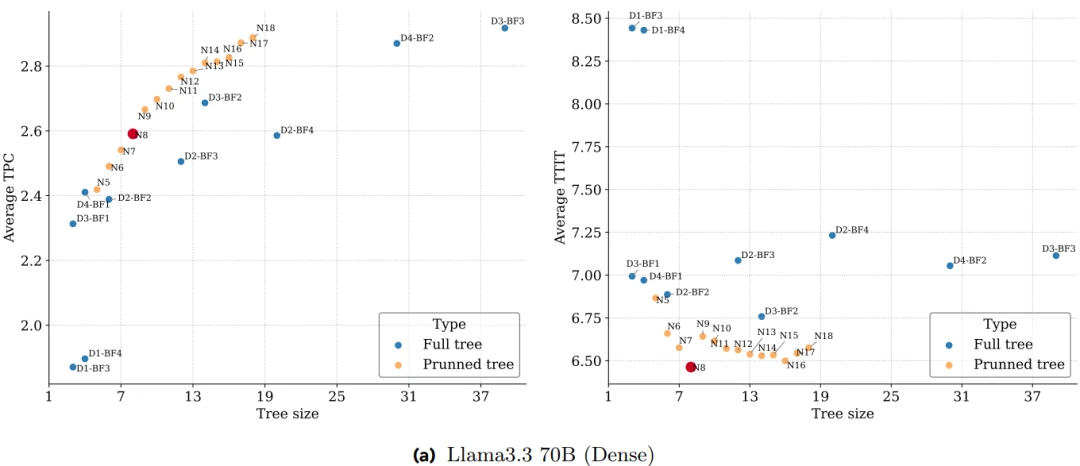 Average TPC
2.8
2.6
2.4
2.2
2.0
1 7 13 19 25 31 37
Tree size
D3-BF3
D4-BF2
N18
N17
N14 N16
N13 N15
N12
N11
N10
N9
D3-BF2
N8
D2-BF4
N7
D2-BF3
N6
N5
D4-BF1
D2-BF2
D3-BF1
D1-BF4
D1-BF3
Type
Full tree
Prunned tree
Average TTIT
8.50
8.25
8.00
7.75
7.50
7.25
7.00
6.75
6.50
1 7 13 19 25 31 37
Tree size
D1-BF3
D1-BF4
D2-BF4
D3-BF3
D2-BF3
D4-BF2
D3-BF1
D4-BF1
D2-BF2
N5
D3-BF2
N6
N9
N10
N13
N15
N18
N7
N11 N12
N14
N17
N16
N8
Type
Full tree
Prunned tree
(a) Llama3.3 70B (Dense)